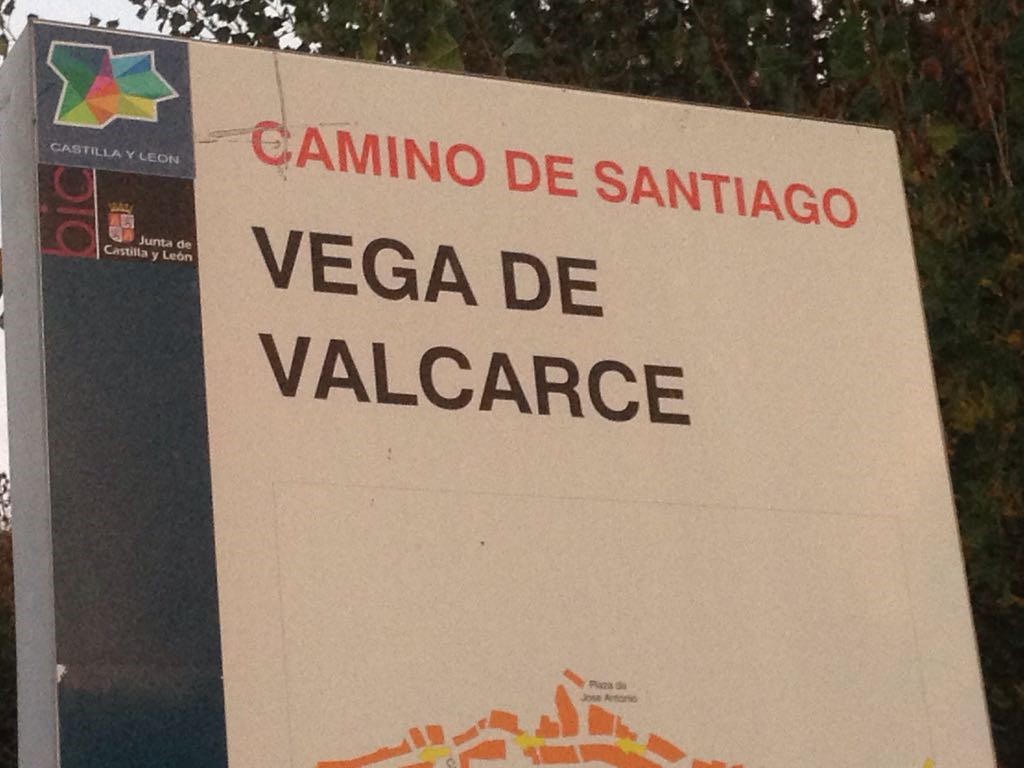 CASTILLA Y LEON
bic
Junta de
Castilla y León
CAMINO DE SANTIAGO
VEGA DE
VALCARCE
Plaza de
Jose Antonio